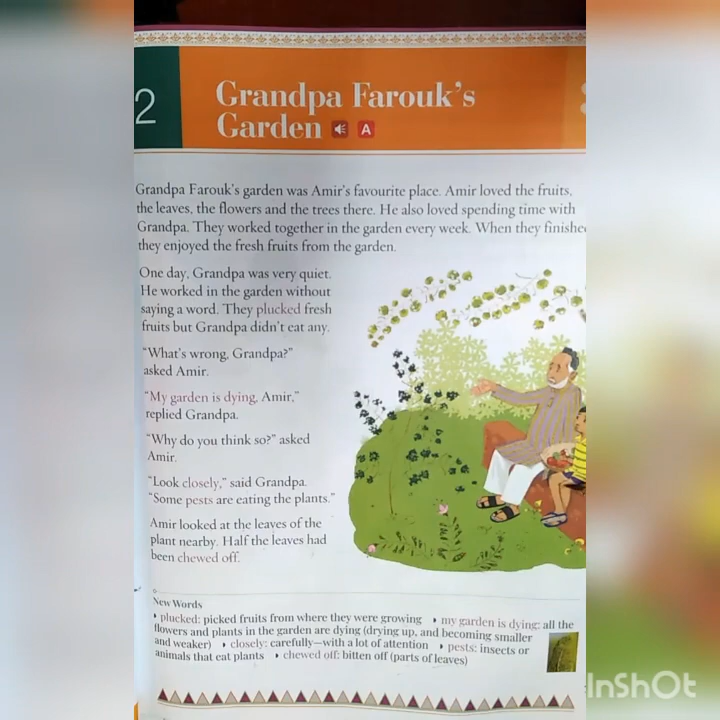 2
Grandpa Farouk's
Garden
A
Grandpa Farouk's garden was Amir's favourite place. Amir loved the fruits,
the leaves, the flowers and the trees there. He also loved spending time with
Grandpa. They worked together in the garden every week. When they finishe
they enjoyed the fresh fruits from the garden.
One day, Grandpa was very quiet.
He worked in the garden without
saying a word. They plucked fresh
fruits but Grandpa didn't eat any.
"What's wrong, Grandpa?"
asked Amir.
"My garden is dying, Amir,"
replied Grandpa.
"Why do you think so?" asked
Amir.
"Look closely," said Grandpa.
"Some pests are eating the plants."
Amir looked at the leaves of the
plant nearby. Half the leaves had
been chewed off.
New Words
• plucked: picked fruits from where they were growing • my garden is dying: all the
flowers and plants in the garden are dying (drying up, and becoming smaller
and weaker) • closely: carefully—with a lot of attention • pests: insects or
animals that eat plants • chewed off: bitten off (parts of leaves)
InShOt